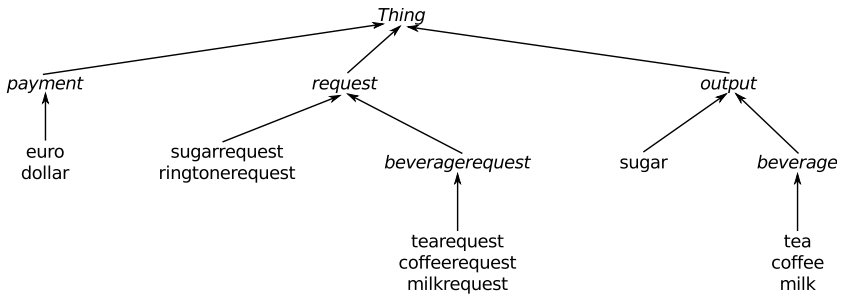 Thing
payment
request
output
euro
dollar
sugarrequest
ringtonerequest
beveragerequest
sugar
beverage
tearequest
coffeerequest
milkrequest
tea
coffee
milk